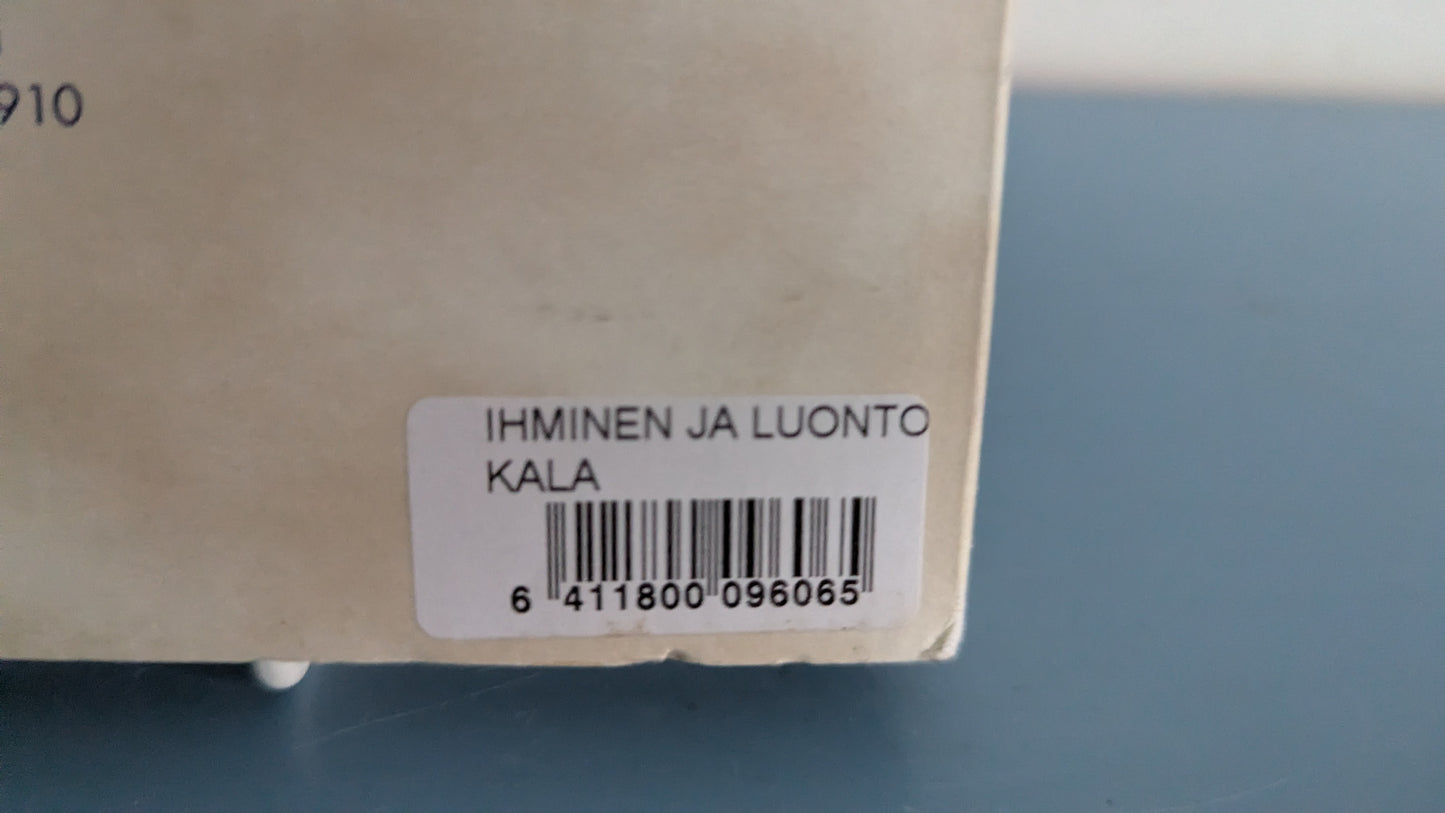 910
IHMINEN JA LUONTO
KALA
6 411800 096065